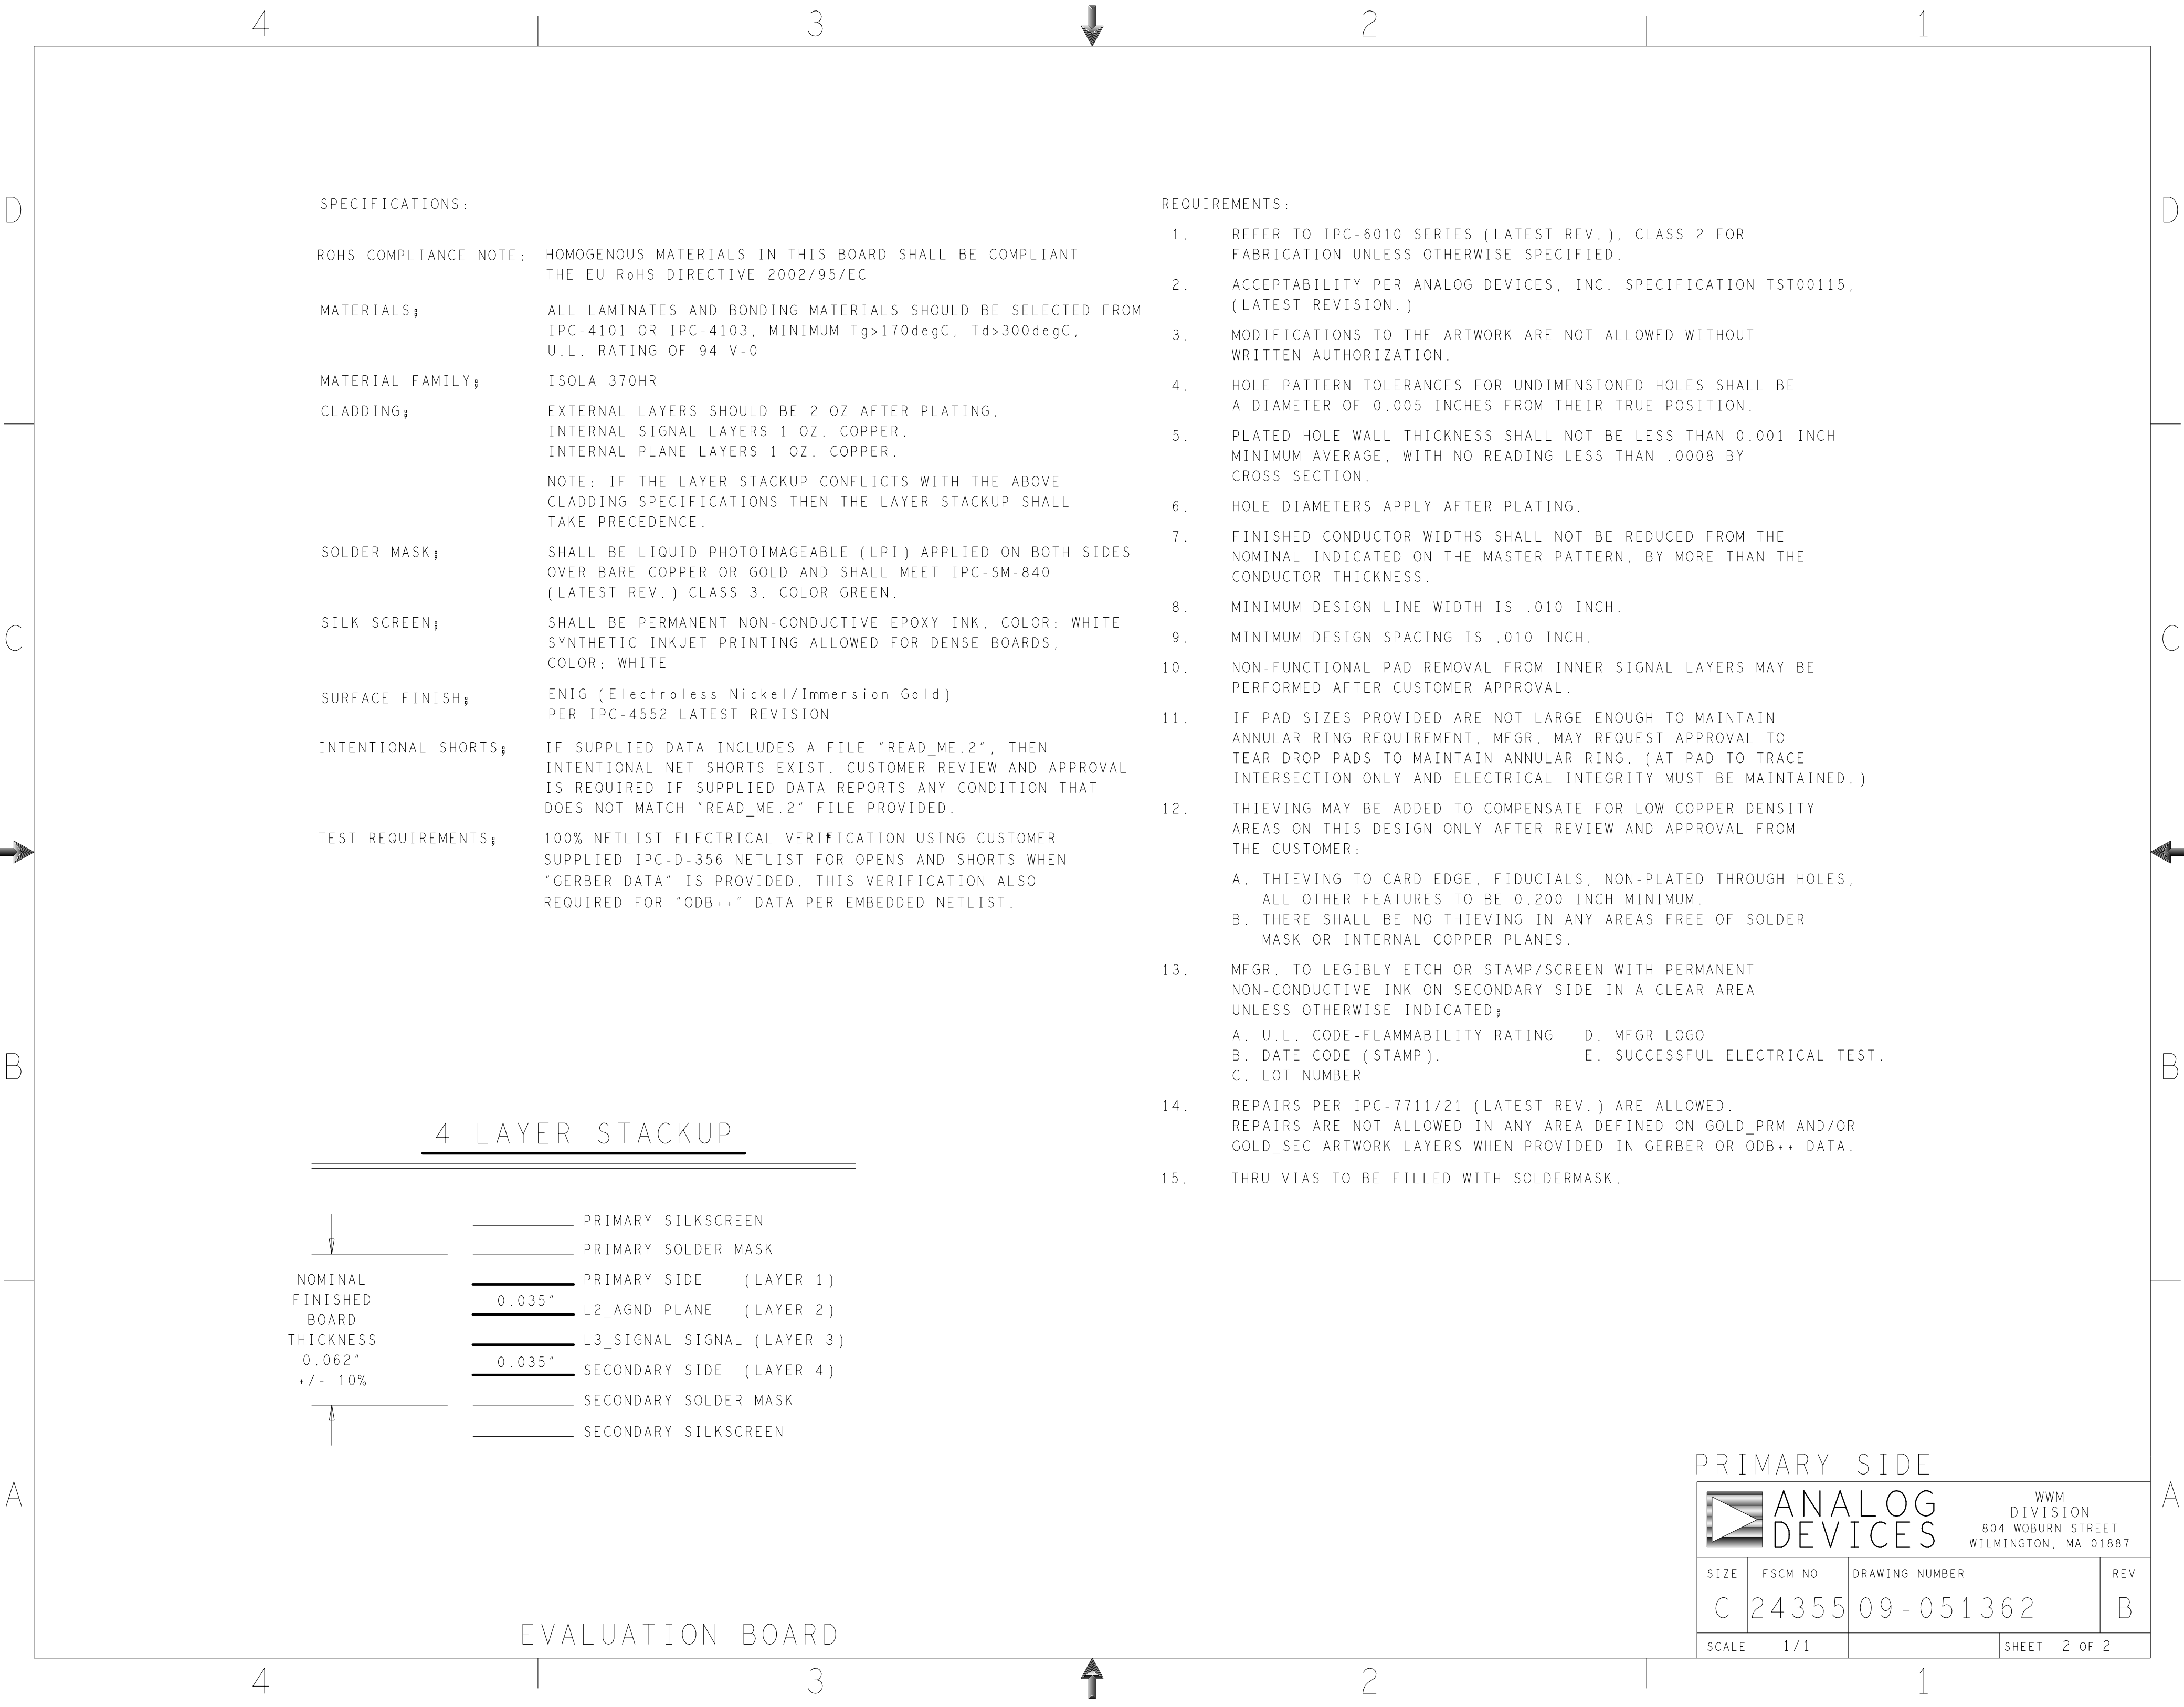 4 3 2 1
D D
SPECIFICATIONS:
ROHS COMPLIANCE NOTE: HOMOGENOUS MATERIALS IN THIS BOARD SHALL BE COMPLIANT
THE EU RoHS DIRECTIVE 2002/95/EC
MATERIALS; ALL LAMINATES AND BONDING MATERIALS SHOULD BE SELECTED FROM
IPC-4101 OR IPC-4103, MINIMUM Tg>170degC, Td>300degC,
U.L. RATING OF 94 V-0
MATERIAL FAMILY; ISOLA 370HR
CLADDING; EXTERNAL LAYERS SHOULD BE 2 OZ AFTER PLATING.
INTERNAL SIGNAL LAYERS 1 OZ. COPPER.
INTERNAL PLANE LAYERS 1 OZ. COPPER.
NOTE: IF THE LAYER STACKUP CONFLICTS WITH THE ABOVE
CLADDING SPECIFICATIONS THEN THE LAYER STACKUP SHALL
TAKE PRECEDENCE.
SOLDER MASK; SHALL BE LIQUID PHOTOIMAGEABLE (LPI) APPLIED ON BOTH SIDES
OVER BARE COPPER OR GOLD AND SHALL MEET IPC-SM-840
(LATEST REV.) CLASS 3. COLOR GREEN.
SILK SCREEN; SHALL BE PERMANENT NON-CONDUCTIVE EPOXY INK, COLOR: WHITE
SYNTHETIC INKJET PRINTING ALLOWED FOR DENSE BOARDS,
COLOR: WHITE
SURFACE FINISH; ENIG (Electroless Nickel/Immersion Gold)
PER IPC-4552 LATEST REVISION
INTENTIONAL SHORTS; IF SUPPLIED DATA INCLUDES A FILE "READ_ME.2", THEN
INTENTIONAL NET SHORTS EXIST. CUSTOMER REVIEW AND APPROVAL
IS REQUIRED IF SUPPLIED DATA REPORTS ANY CONDITION THAT
DOES NOT MATCH "READ_ME.2" FILE PROVIDED.
TEST REQUIREMENTS; 100% NETLIST ELECTRICAL VERIFICATION USING CUSTOMER
SUPPLIED IPC-D-356 NETLIST FOR OPENS AND SHORTS WHEN
"GERBER DATA" IS PROVIDED. THIS VERIFICATION ALSO
REQUIRED FOR "ODB++" DATA PER EMBEDDED NETLIST.
REQUIREMENTS:
1. REFER TO IPC-6010 SERIES (LATEST REV.), CLASS 2 FOR
FABRICATION UNLESS OTHERWISE SPECIFIED.
2. ACCEPTABILITY PER ANALOG DEVICES, INC. SPECIFICATION TST00115,
(LATEST REVISION.)
3. MODIFICATIONS TO THE ARTWORK ARE NOT ALLOWED WITHOUT
WRITTEN AUTHORIZATION.
4. HOLE PATTERN TOLERANCES FOR UNDIMENSIONED HOLES SHALL BE
A DIAMETER OF 0.005 INCHES FROM THEIR TRUE POSITION.
5. PLATED HOLE WALL THICKNESS SHALL NOT BE LESS THAN 0.001 INCH
MINIMUM AVERAGE, WITH NO READING LESS THAN .0008 BY
CROSS SECTION.
6. HOLE DIAMETERS APPLY AFTER PLATING.
7. FINISHED CONDUCTOR WIDTHS SHALL NOT BE REDUCED FROM THE
NOMINAL INDICATED ON THE MASTER PATTERN, BY MORE THAN THE
CONDUCTOR THICKNESS.
8. MINIMUM DESIGN LINE WIDTH IS .010 INCH.
9. MINIMUM DESIGN SPACING IS .010 INCH.
10. NON-FUNCTIONAL PAD REMOVAL FROM INNER SIGNAL LAYERS MAY BE
PERFORMED AFTER CUSTOMER APPROVAL.
11. IF PAD SIZES PROVIDED ARE NOT LARGE ENOUGH TO MAINTAIN
ANNULAR RING REQUIREMENT, MFGR. MAY REQUEST APPROVAL TO
TEAR DROP PADS TO MAINTAIN ANNULAR RING. (AT PAD TO TRACE
INTERSECTION ONLY AND ELECTRICAL INTEGRITY MUST BE MAINTAINED.)
12. THIEVING MAY BE ADDED TO COMPENSATE FOR LOW COPPER DENSITY
AREAS ON THIS DESIGN ONLY AFTER REVIEW AND APPROVAL FROM
THE CUSTOMER:
A. THIEVING TO CARD EDGE, FIDUCIALS, NON-PLATED THROUGH HOLES,
ALL OTHER FEATURES TO BE 0.200 INCH MINIMUM.
B. THERE SHALL BE NO THIEVING IN ANY AREAS FREE OF SOLDER
MASK OR INTERNAL COPPER PLANES.
13. MFGR. TO LEGIBLY ETCH OR STAMP/SCREEN WITH PERMANENT
NON-CONDUCTIVE INK ON SECONDARY SIDE IN A CLEAR AREA
UNLESS OTHERWISE INDICATED;
A. U.L. CODE-FLAMMABILITY RATING D. MFGR LOGO
B. DATE CODE (STAMP). E. SUCCESSFUL ELECTRICAL TEST.
C. LOT NUMBER
14. REPAIRS PER IPC-7711/21 (LATEST REV.) ARE ALLOWED.
REPAIRS ARE NOT ALLOWED IN ANY AREA DEFINED ON GOLD_PRM AND/OR
GOLD_SEC ARTWORK LAYERS WHEN PROVIDED IN GERBER OR ODB++ DATA.
15. THRU VIAS TO BE FILLED WITH SOLDERMASK.
C C
B B
4 LAYER STACKUP
PRIMARY SILKSCREEN
PRIMARY SOLDER MASK
PRIMARY SIDE (LAYER 1)
0.035"
L2_AGND PLANE (LAYER 2)
L3_SIGNAL SIGNAL (LAYER 3)
0.035"
SECONDARY SIDE (LAYER 4)
SECONDARY SOLDER MASK
SECONDARY SILKSCREEN
NOMINAL
FINISHED
BOARD
THICKNESS
0.062"
+/- 10%
A A
PRIMARY SIDE
ANALOG
DEVICES
WWM
DIVISION
804 WOBURN STREET
WILMINGTON, MA 01887
SIZE FSCM NO DRAWING NUMBER REV
C 24355 09-051362 B
SCALE 1/1 SHEET 2 OF 2
EVALUATION BOARD
4 3 2 1